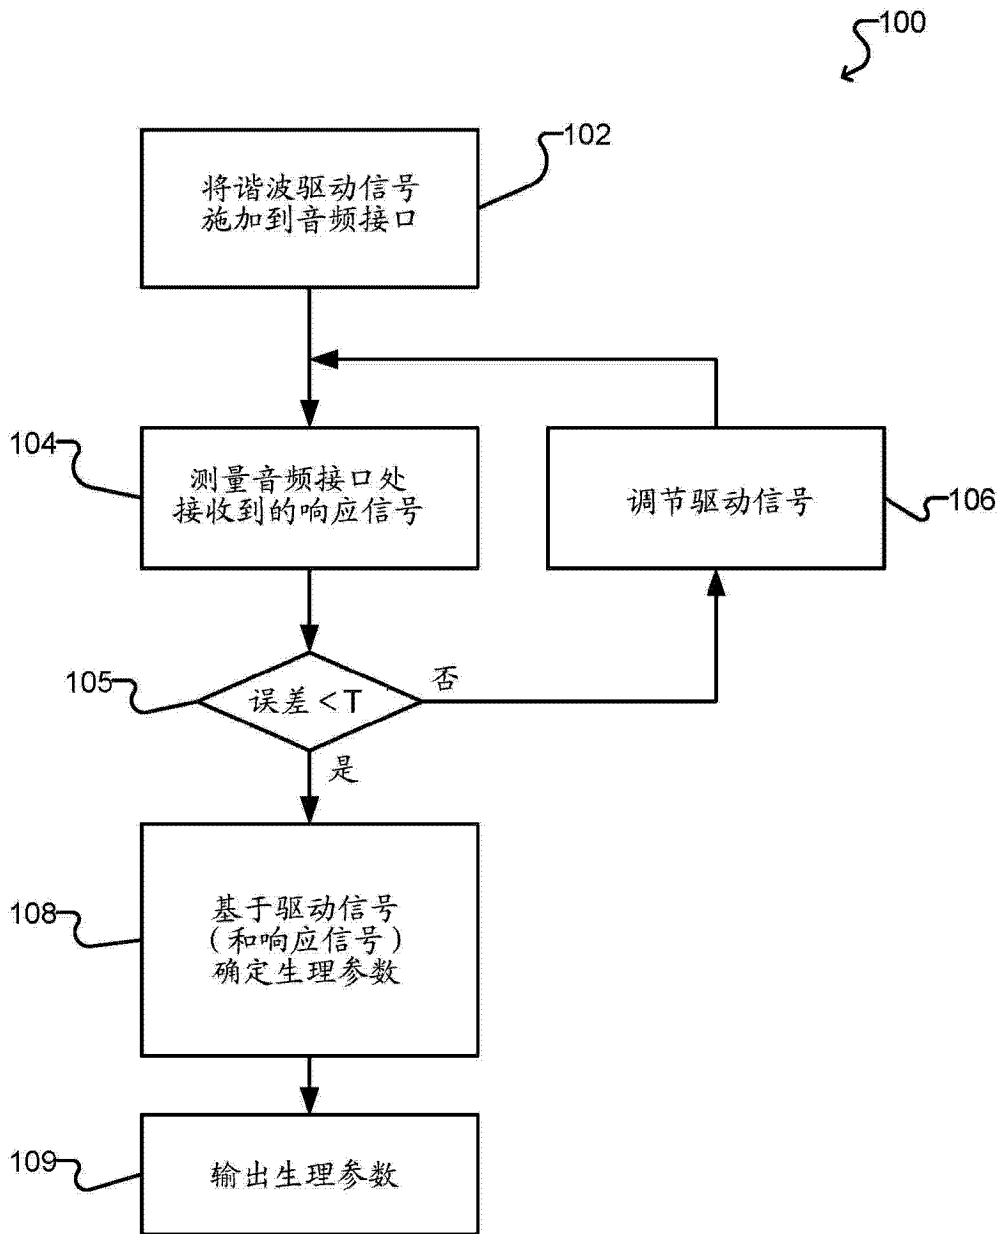 100
102
将谐波驱动信号
施加到音频接口
104
测量音频接口处
接收到的响应信号
调节驱动信号
106
105
误差<T
否
是
108
基于驱动信号
(和响应信号)
确定生理参数
109
输出生理参数